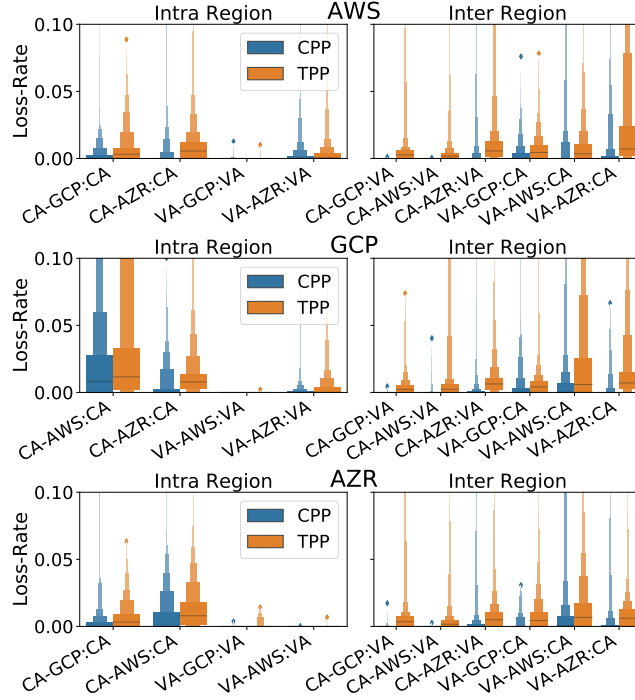 AWS
Intra Region
Inter Region
Loss-Rate
0.10
0.05
0.00
CPP
TPP
CA-GCP:CA
CA-AZR:CA
VA-GCP:VA
VA-AZR:VA
CA-GCP:VA
CA-AWS:VA
CA-AZR:VA
VA-GCP:CA
VA-AWS:CA
VA-AZR:CA
GCP
Intra Region
Inter Region
Loss-Rate
0.10
0.05
0.00
CPP
TPP
CA-AWS:CA
CA-AZR:CA
VA-AWS:VA
VA-AZR:VA
CA-GCP:VA
CA-AWS:VA
CA-AZR:VA
VA-GCP:CA
VA-AWS:CA
VA-AZR:CA
AZR
Intra Region
Inter Region
Loss-Rate
0.10
0.05
0.00
CPP
TPP
CA-GCP:CA
CA-AWS:CA
VA-GCP:VA
VA-AWS:VA
CA-GCP:VA
CA-AWS:VA
CA-AZR:VA
VA-GCP:CA
VA-AWS:CA
VA-AZR:CA